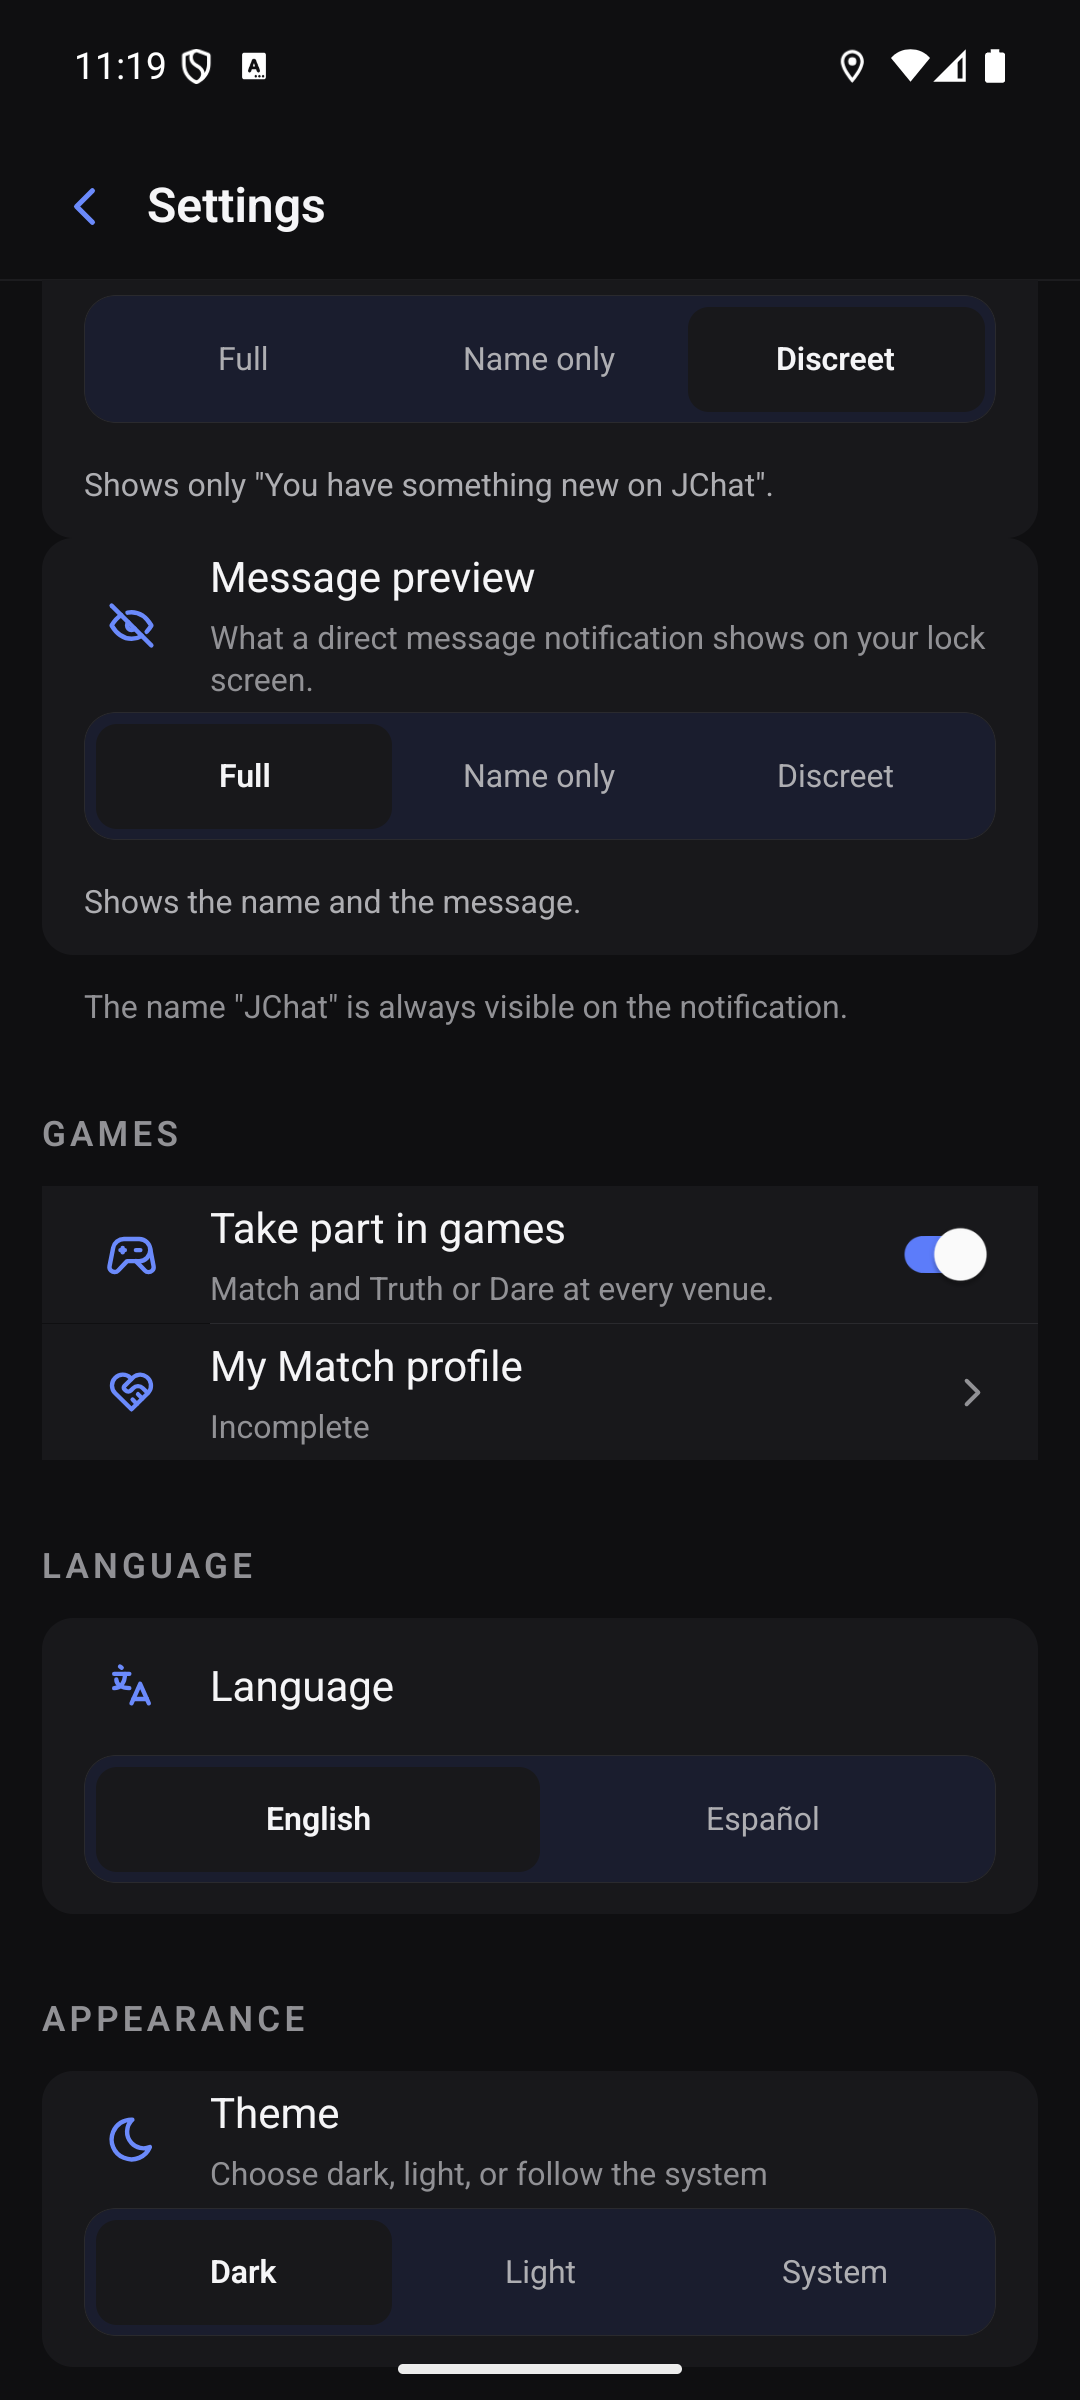 11:19
Settings
Full
Name only
Discreet
Shows only "You have something new on JChat".
Message preview
What a direct message notification shows on your lock
screen.
Full
Name only
Discreet
Shows the name and the message.
The name "JChat" is always visible on the notification.
GAMES
Take part in games
Match and Truth or Dare at every venue.
My Match profile
Incomplete
LANGUAGE
Language
English
Español
APPEARANCE
Theme
Choose dark, light, or follow the system
Dark
Light
System